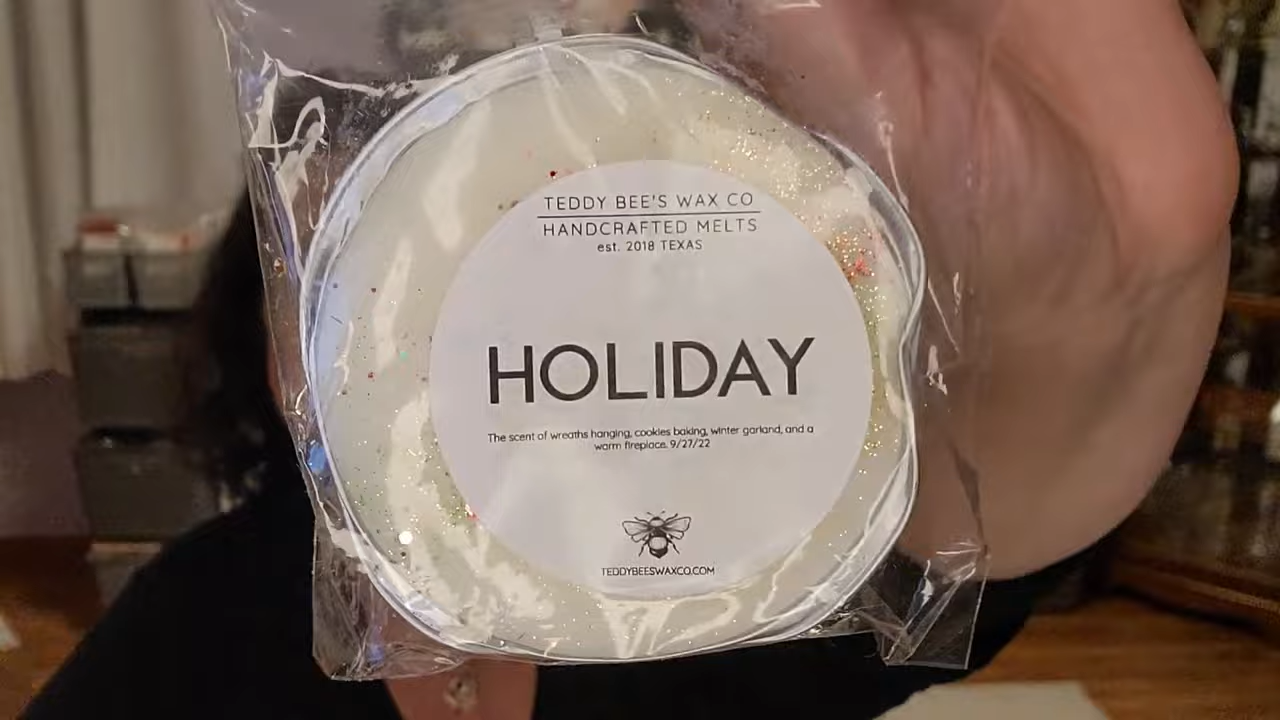 TEDDY BEE'S WAX CO
HANDCRAFTED MELTS
est. 2018 TEXAS
HOLIDAY
The scent of wreaths hanging, cookies baking, winter garland, and a
warm fireplace. 9/27/22
TEDDYBEESWAXCO.COM